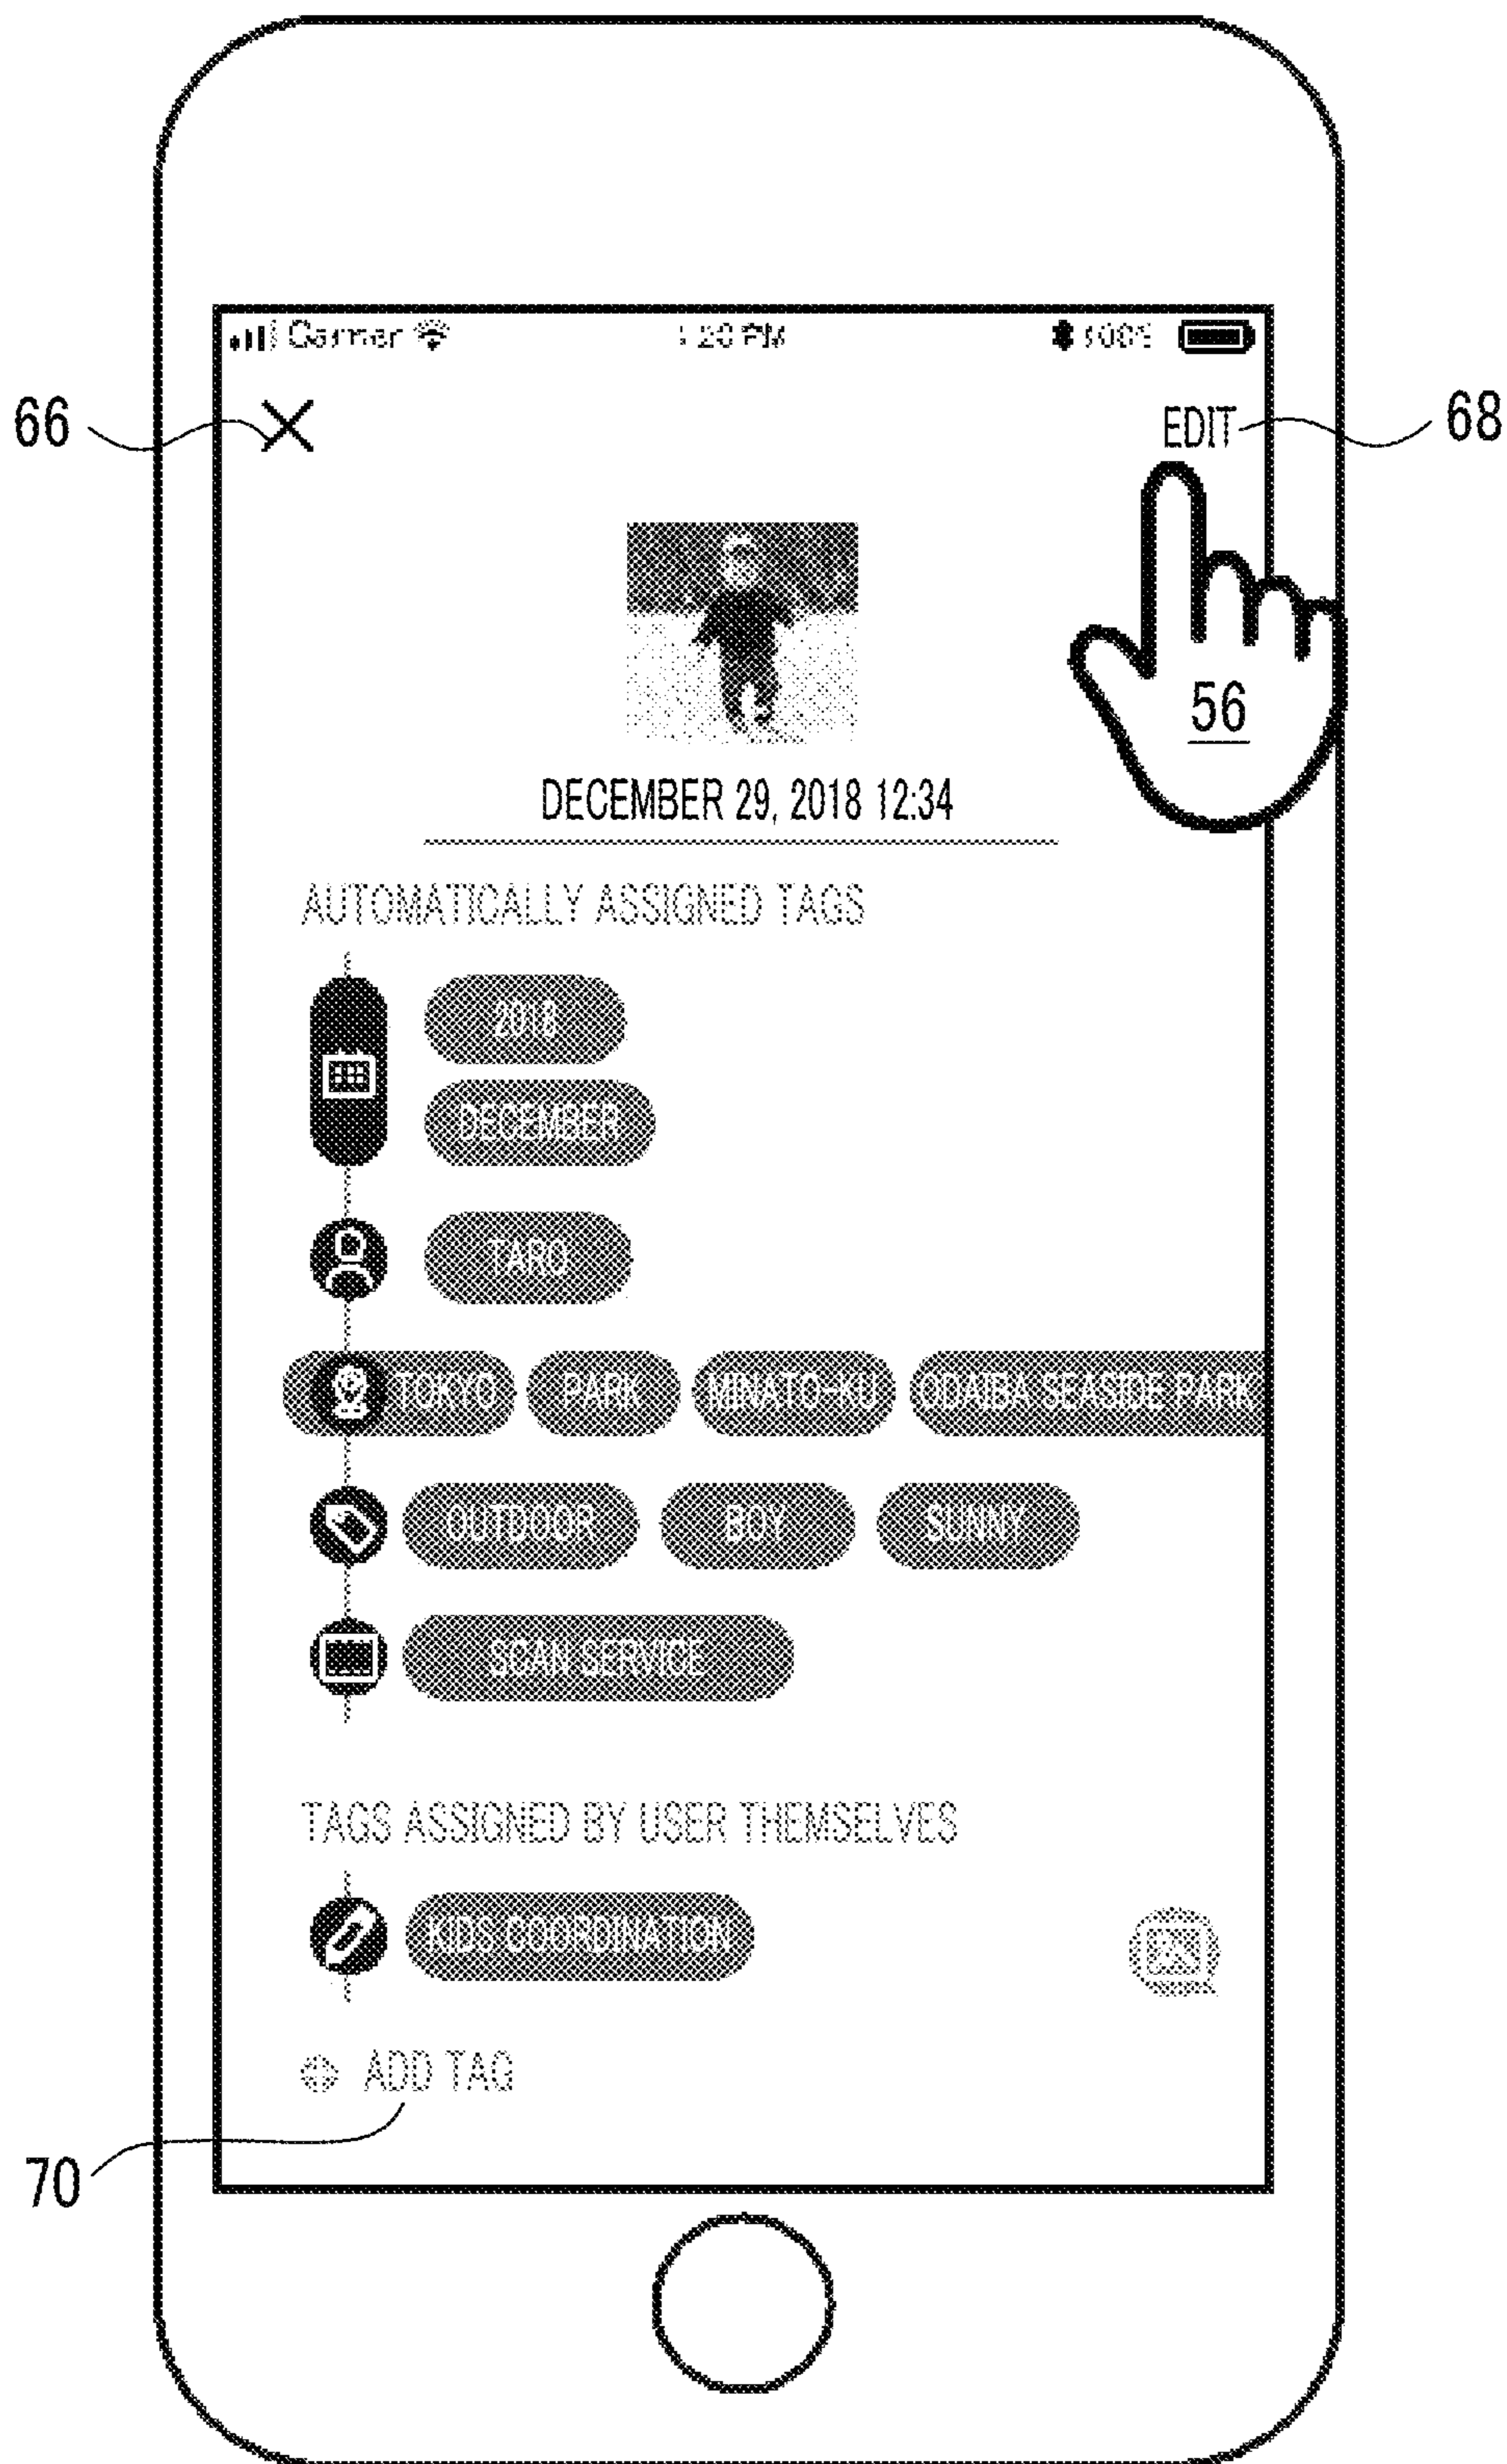 Carrier
66
EDIT
68
56
DECEMBER 29, 2018 12:34
AUTOMATICALLY ASSIGNED TAGS
2018
DECEMBER
TARO
TOKYO PARK MINATO-KU ODAIBA SEASIDE PARK
OUTDOOR BOY SUNNY
SCAN SERVICE
TAGS ASSIGNED BY USER THEMSELVES
KIDS COORDINATION
ADD TAG
70